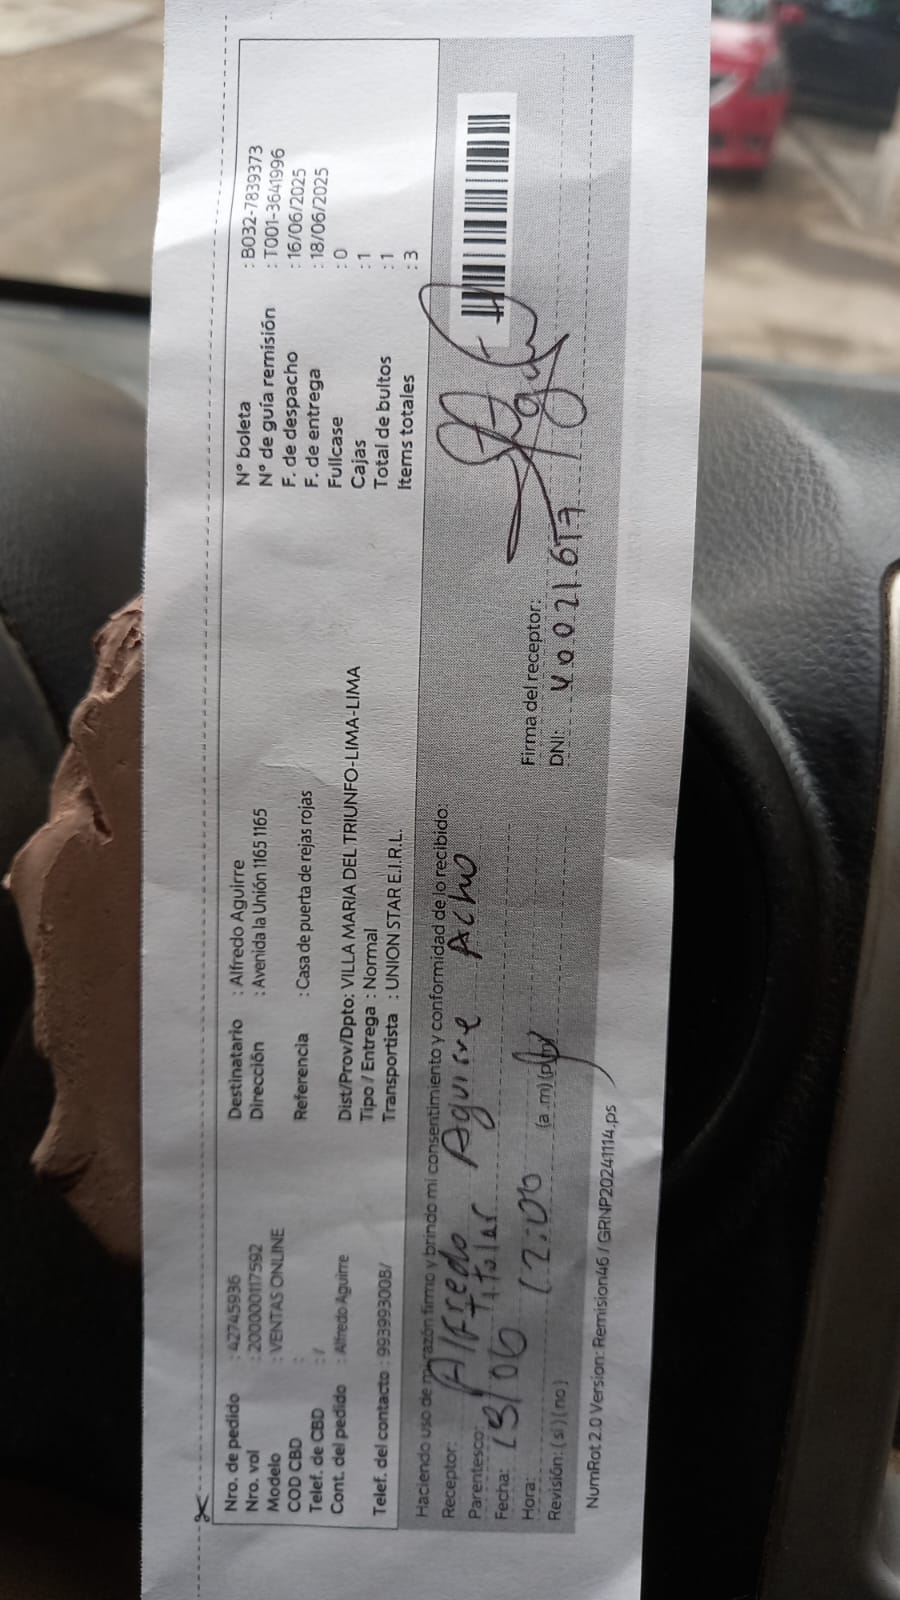 Nro. de pedido : 42745936
Nro. vol : 200000117592
Modelo : VENTAS ONLINE
COD CBD :
Telef. de CBD : /
Cont. del pedido : Alfredo Aguirre
Telef. del contacto : 993993008/
Destinatario : Alfredo Aguirre
Dirección : Avenida la Unión 1165 1165
Referencia : Casa de puerta de rejas rojas
Dist/Prov/Dpto: VILLA MARIA DEL TRIUNFO-LIMA-LIMA
Tipo / Entrega : Normal
Transportista : UNION STAR E.I.R.L.
N° boleta : B032-7839373
N° de guía remisión : T001-3641996
F. de despacho : 16/06/2025
F. de entrega : 18/06/2025
Fullcase : 0
Cajas : 1
Total de bultos : 1
Items totales : 3
Haciendo uso de mi razón firmo y brindo mi consentimiento y conformidad de lo recibido:
Receptor: Alfredo Aguirre Acho
Parentesco: titular
Fecha: 18/06
Hora: 12:06 (a .m) (p.m)
Revisión: ( si ) ( no )
Firma del receptor:
DNI:
NumRot 2.0 Version: Remision46 / GRNP20241114.ps